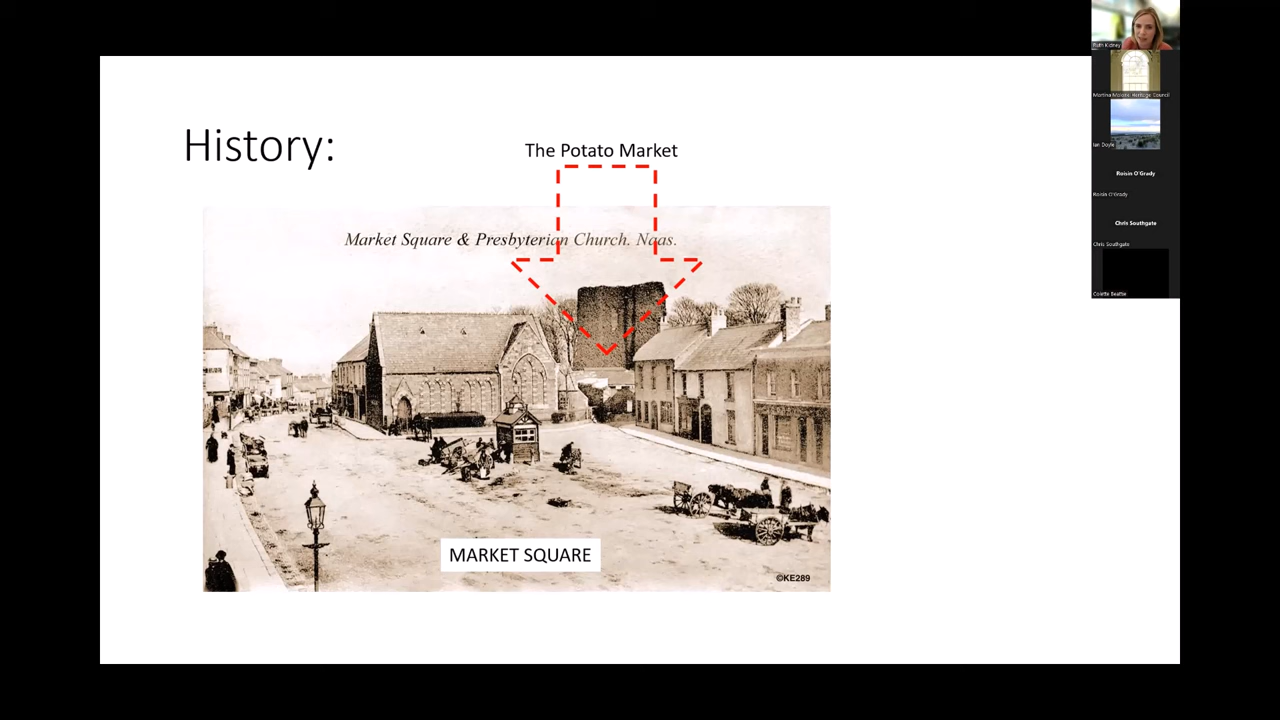 History:
The Potato Market
Market Square & Presbyterian Church. Naas.
MARKET SQUARE
©KE289
Ruth Kidney
Martina Malone, Heritage Council
Ian Doyle
Roisin O'Grady
Roisin O'Grady
Chris Southgate
Chris Southgate
Colette Beattie